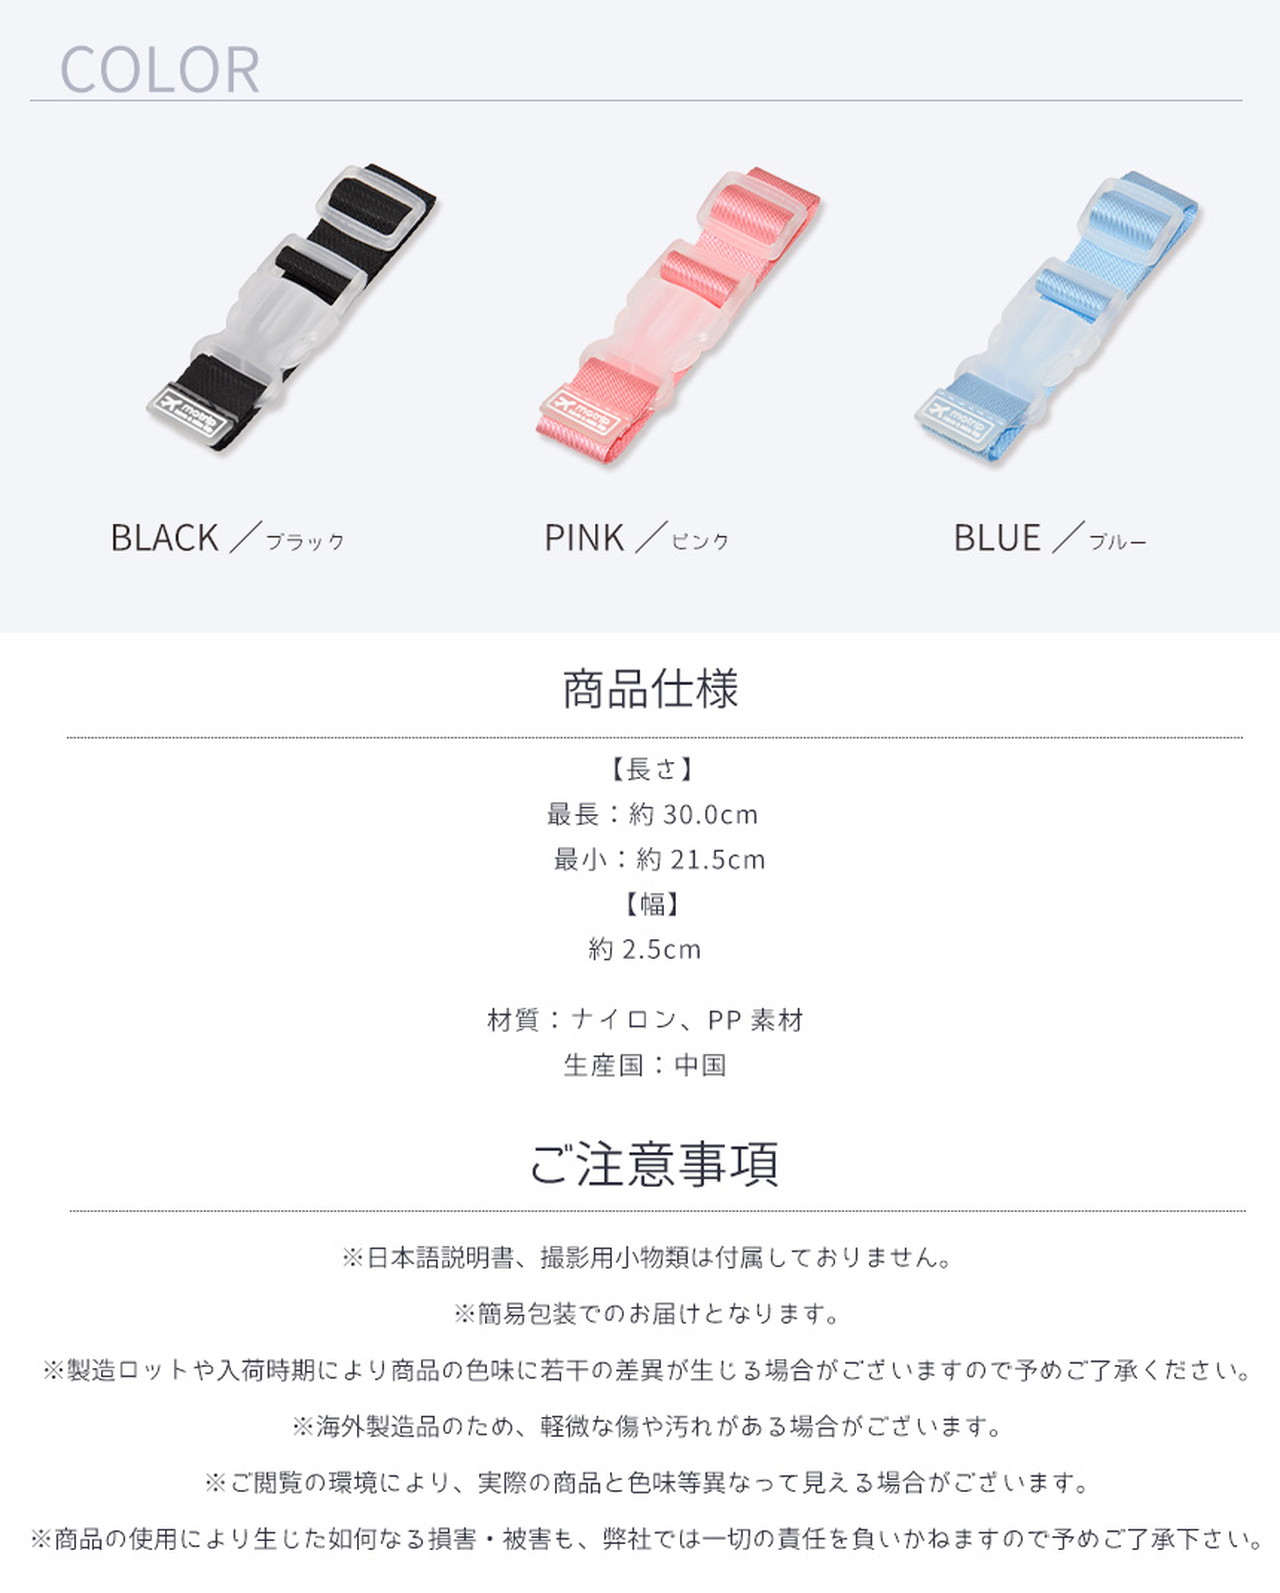 COLOR
motrip
motrip
motrip
BLACK ／ブラック
PINK ／ピンク
BLUE ／ブルー
商品仕様
【長さ】
最長：約 30.0cm
最小：約 21.5cm
【幅】
約 2.5cm
材質：ナイロン、PP 素材
生産国：中国
ご注意事項
※日本語説明書、撮影用小物類は付属しておりません。
※簡易包装でのお届けとなります。
※製造ロットや入荷時期により商品の色味に若干の差異が生じる場合がございますので予めご了承ください。
※海外製造品のため、軽微な傷や汚れがある場合がございます。
※ご閲覧の環境により、実際の商品と色味等異なって見える場合がございます。
※商品の使用により生じた如何なる損害・被害も、弊社では一切の責任を負いかねますので予めご了承下さい。